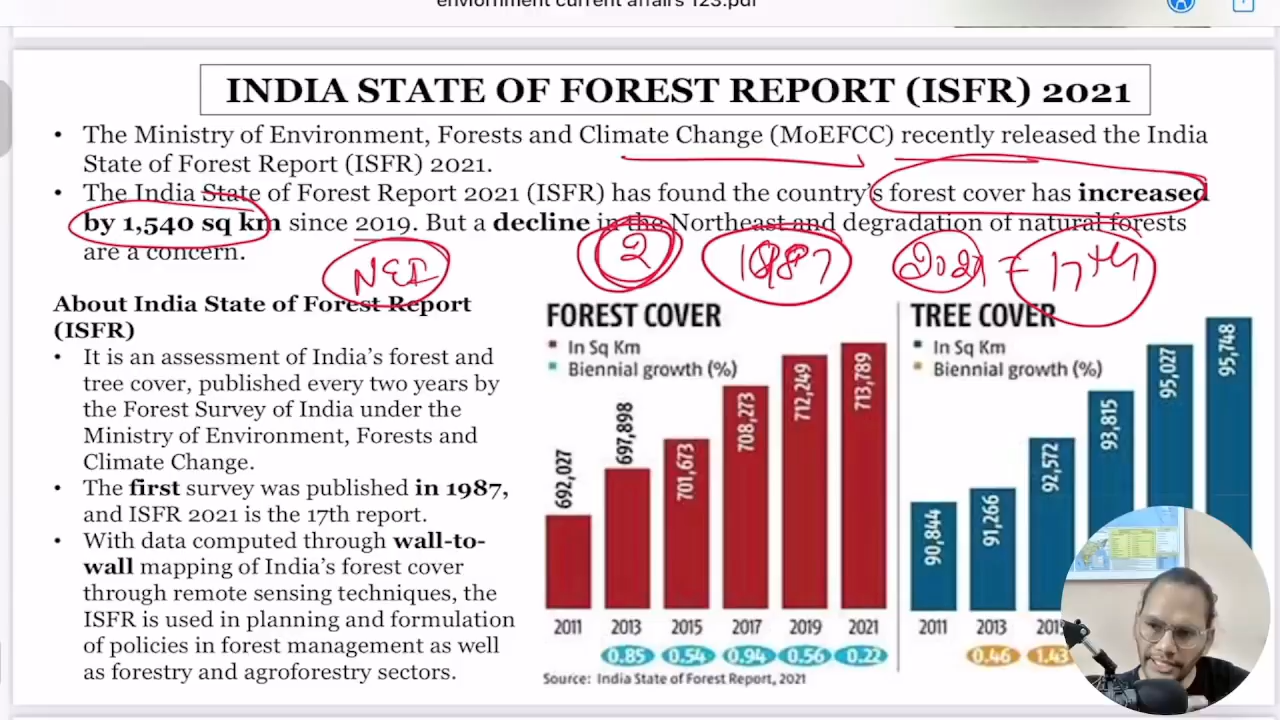 enviornment current affairs 123.pdf
INDIA STATE OF FOREST REPORT (ISFR) 2021
• The Ministry of Environment, Forests and Climate Change (MoEFCC) recently released the India
State of Forest Report (ISFR) 2021.
• The India State of Forest Report 2021 (ISFR) has found the country's forest cover has increased
by 1,540 sq km since 2019. But a decline in the Northeast and degradation of natural forests
are a concern.
2 1987 2021 = 17th
About India State of Forest Report
(ISFR)
• It is an assessment of India's forest and
tree cover, published every two years by
the Forest Survey of India under the
Ministry of Environment, Forests and
Climate Change.
• The first survey was published in 1987,
and ISFR 2021 is the 17th report.
• With data computed through wall-to-
wall mapping of India's forest cover
through remote sensing techniques, the
ISFR is used in planning and formulation
of policies in forest management as well
as forestry and agroforestry sectors.
FOREST COVER
In Sq Km
Biennial growth (%)
692,027 697,898 701,673 708,273 712,249 713,789
2011 2013 2015 2017 2019 2021
0.85 0.54 0.94 0.56 0.22
Source: India State of Forest Report, 2021
TREE COVER
In Sq Km
Biennial growth (%)
90,844 91,266 92,572 93,815 95,027 95,748
2011 2013
0.46 1.43